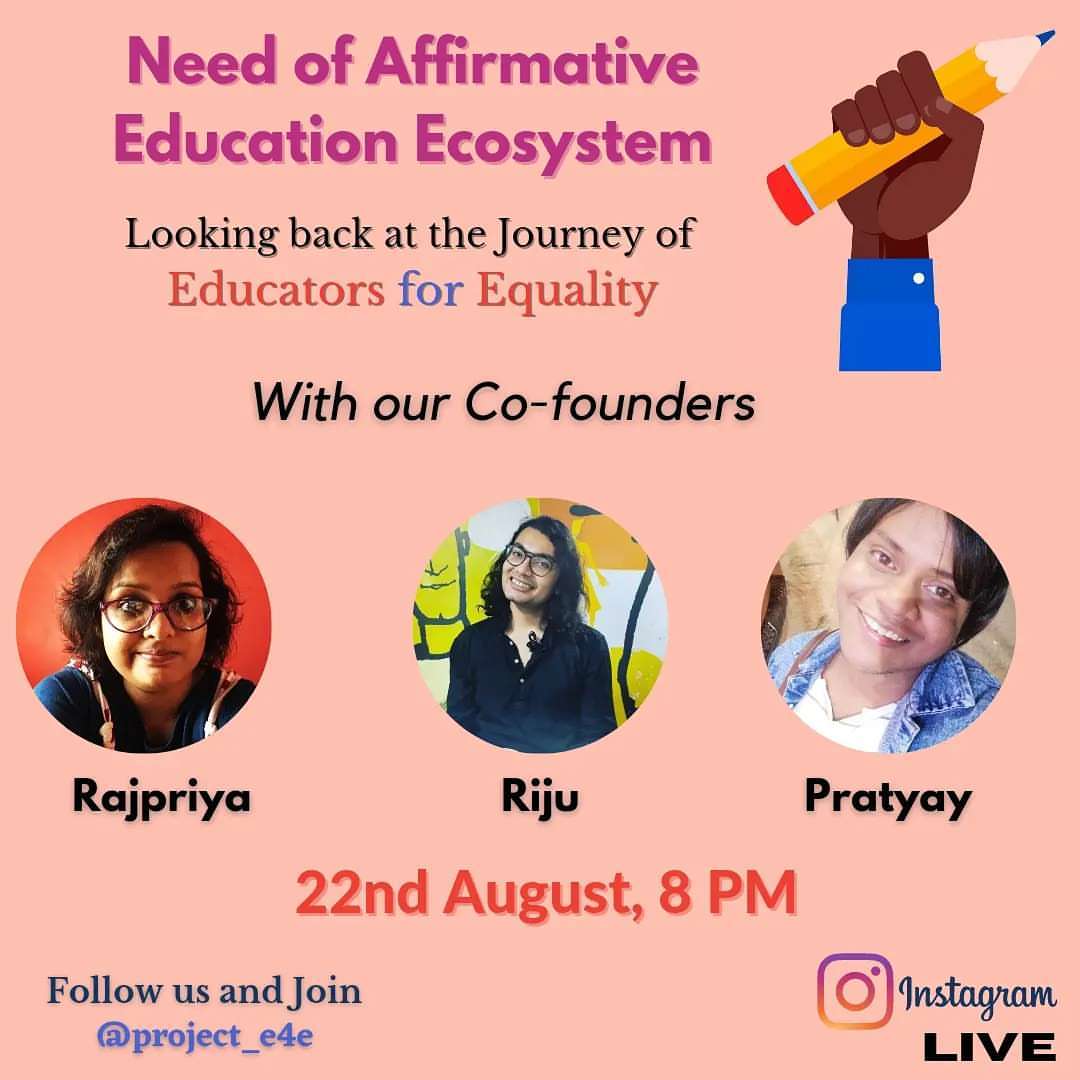 Need of Affirmative
Education Ecosystem
Looking back at the Journey of
Educators for Equality
With our Co-founders
Rajpriya
Riju
Pratyay
22nd August, 8 PM
Follow us and Join
@project_e4e
Instagram
LIVE